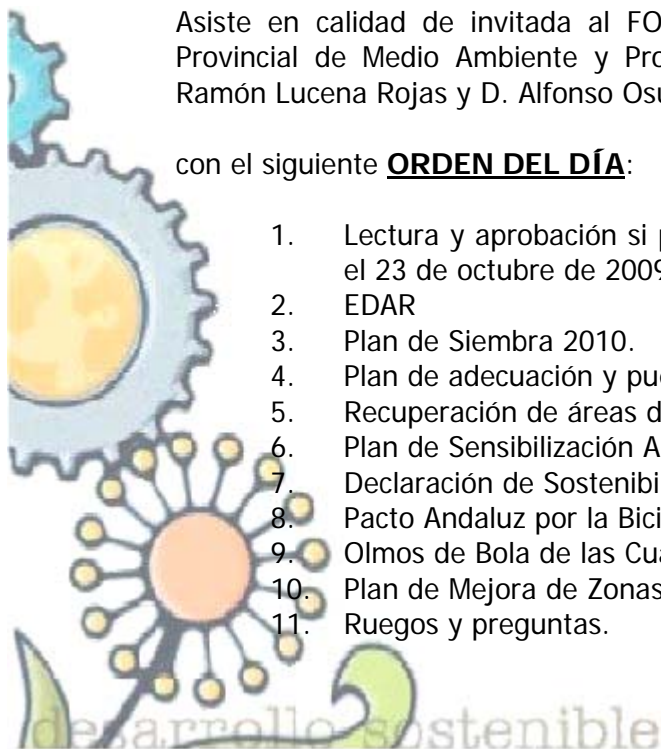 Asiste en calidad de invitada al FO
Provincial de Medio Ambiente y Pro
Ramón Lucena Rojas y D. Alfonso Osu
con el siguiente ORDEN DEL DÍA:
1. Lectura y aprobación si p
el 23 de octubre de 2009
2. EDAR
3. Plan de Siembra 2010.
4. Plan de adecuación y pue
5. Recuperación de áreas d
6. Plan de Sensibilización A
7. Declaración de Sostenibi
8. Pacto Andaluz por la Bici
9. Olmos de Bola de las Cua
10. Plan de Mejora de Zonas
11. Ruegos y preguntas.
desarrollo sostenible